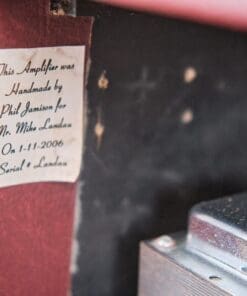 This Amplifier was
Handmade by
Phil Jamison for
Mr. Mike Landau
On 1-11-2006
Serial # Landau